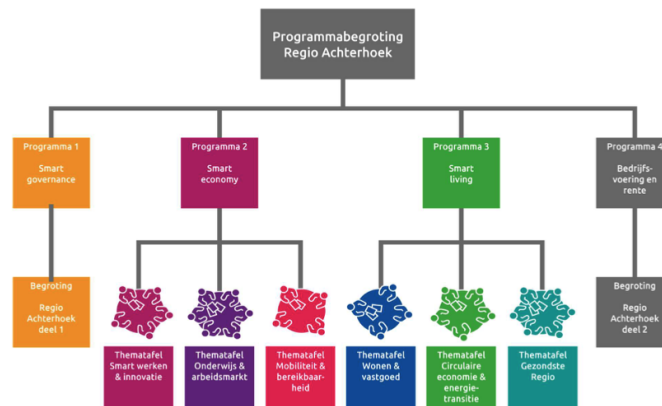 Programmabegroting
Regio Achterhoek
Programma 1
Smart
governance
Programma 2
Smart
economy
Programma 3
Smart
living
Programma 4
Bedrijfs-
voering en
rente
Begroting
Regio
Achterhoek
deel 1
Thematafel
Smart werken
& innovatie
Thematafel
Onderwijs &
arbeidsmarkt
Thematafel
Mobiliteit &
bereikbaar-
heid
Thematafel
Wonen &
vastgoed
Thematafel
Circulaire
economie &
energie-
transitie
Thematafel
Gezondste
Regio
Begroting
Regio
Achterhoek
deel 2